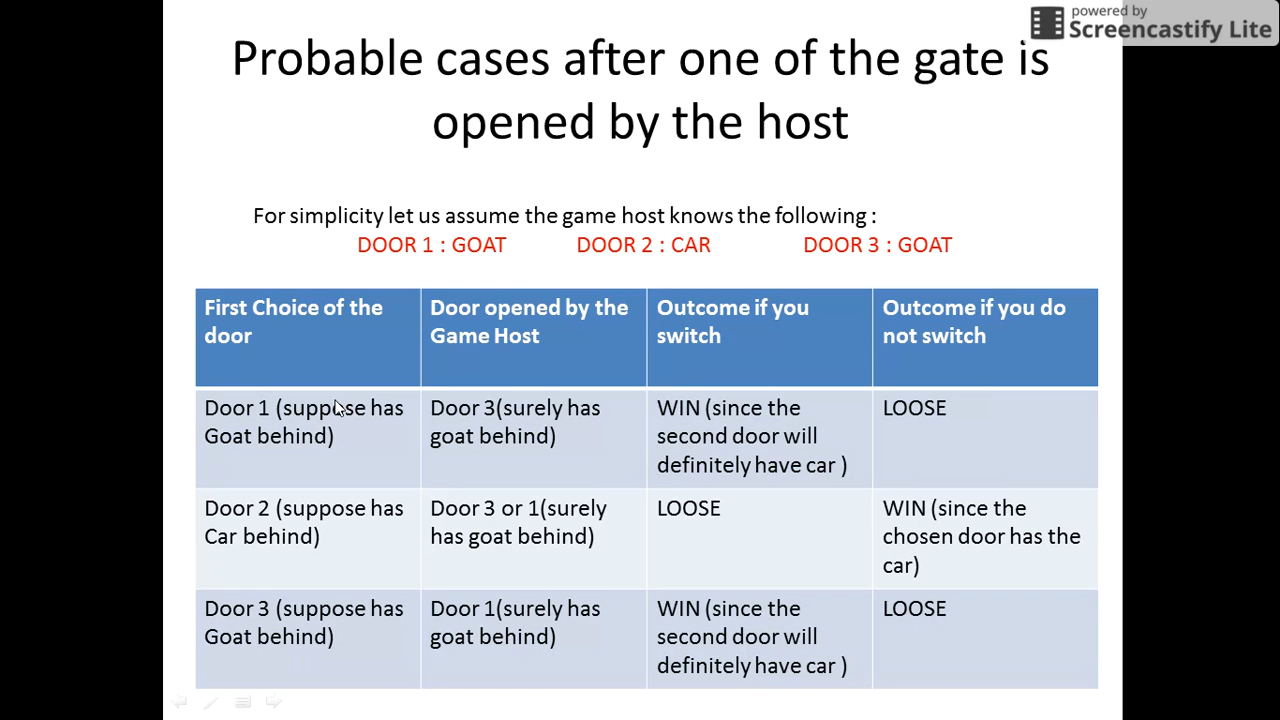 powered by
Screencastify Lite
Probable cases after one of the gate is
opened by the host
For simplicity let us assume the game host knows the following :
DOOR 1 : GOAT DOOR 2 : CAR DOOR 3 : GOAT
First Choice of the
door
Door opened by the
Game Host
Outcome if you
switch
Outcome if you do
not switch
Door 1 (suppose has
Goat behind)
Door 3(surely has
goat behind)
WIN (since the
second door will
definitely have car )
LOOSE
Door 2 (suppose has
Car behind)
Door 3 or 1(surely
has goat behind)
LOOSE
WIN (since the
chosen door has the
car)
Door 3 (suppose has
Goat behind)
Door 1(surely has
goat behind)
WIN (since the
second door will
definitely have car )
LOOSE